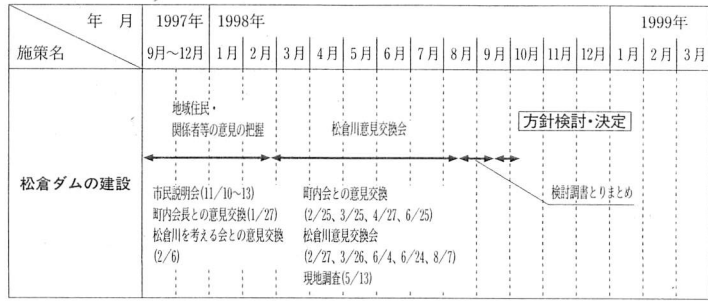 年 月 1997年 1998年 1999年
施策名 9月～12月 1月 2月 3月 4月 5月 6月 7月 8月 9月 10月 11月 12月 1月 2月 3月
地域住民・
関係者等の意見の把握
松倉川意見交換会
方針検討・決定
松倉ダムの建設
検討調書とりまとめ
市民説明会(11/10～13)
町内会長との意見交換(1/27)
松倉川を考える会との意見交換
(2/6)
町内会との意見交換
(2/25、3/25、4/27、6/25)
松倉川意見交換会
(2/27、3/26、6/4、6/24、8/7)
現地調査(5/13)